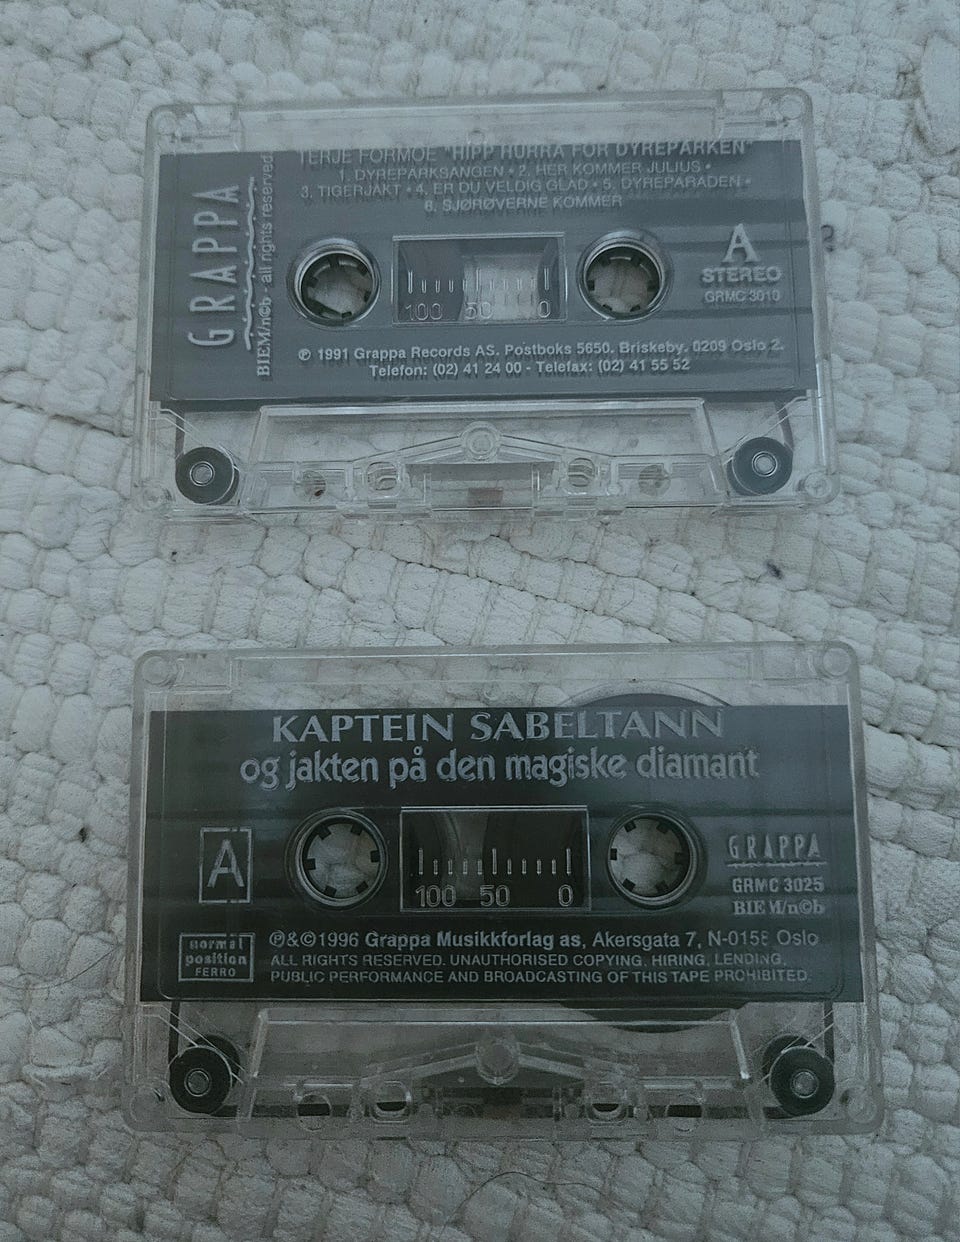 TERJE FORMOE "HIPP HURRA FOR DYREPARKEN"
1. DYREPARKSANGEN • 2. HER KOMMER JULIUS •
3. TIGERJAKT • 4. ER DU VELDIG GLAD • 5. DYREPARADEN •
6. SJØRØVERNE KOMMER
GRAPPA
BIEM/n©b · all rights reserved
100 50 0
A
STEREO
GRMC 3010
℗ 1991 Grappa Records AS. Postboks 5650. Briskeby. 0209 Oslo 2.
Telefon: (02) 41 24 00 - Telefax: (02) 41 55 52
KAPTEIN SABELTANN
og jakten på den magiske diamant
A
100 50 0
GRAPPA
GRMC 3025
BIEM/n©b
normal
position
FERRO
℗&©1996 Grappa Musikkforlag as, Akersgata 7, N-0158 Oslo
ALL RIGHTS RESERVED. UNAUTHORISED COPYING, HIRING, LENDING,
PUBLIC PERFORMANCE AND BROADCASTING OF THIS TAPE PROHIBITED.